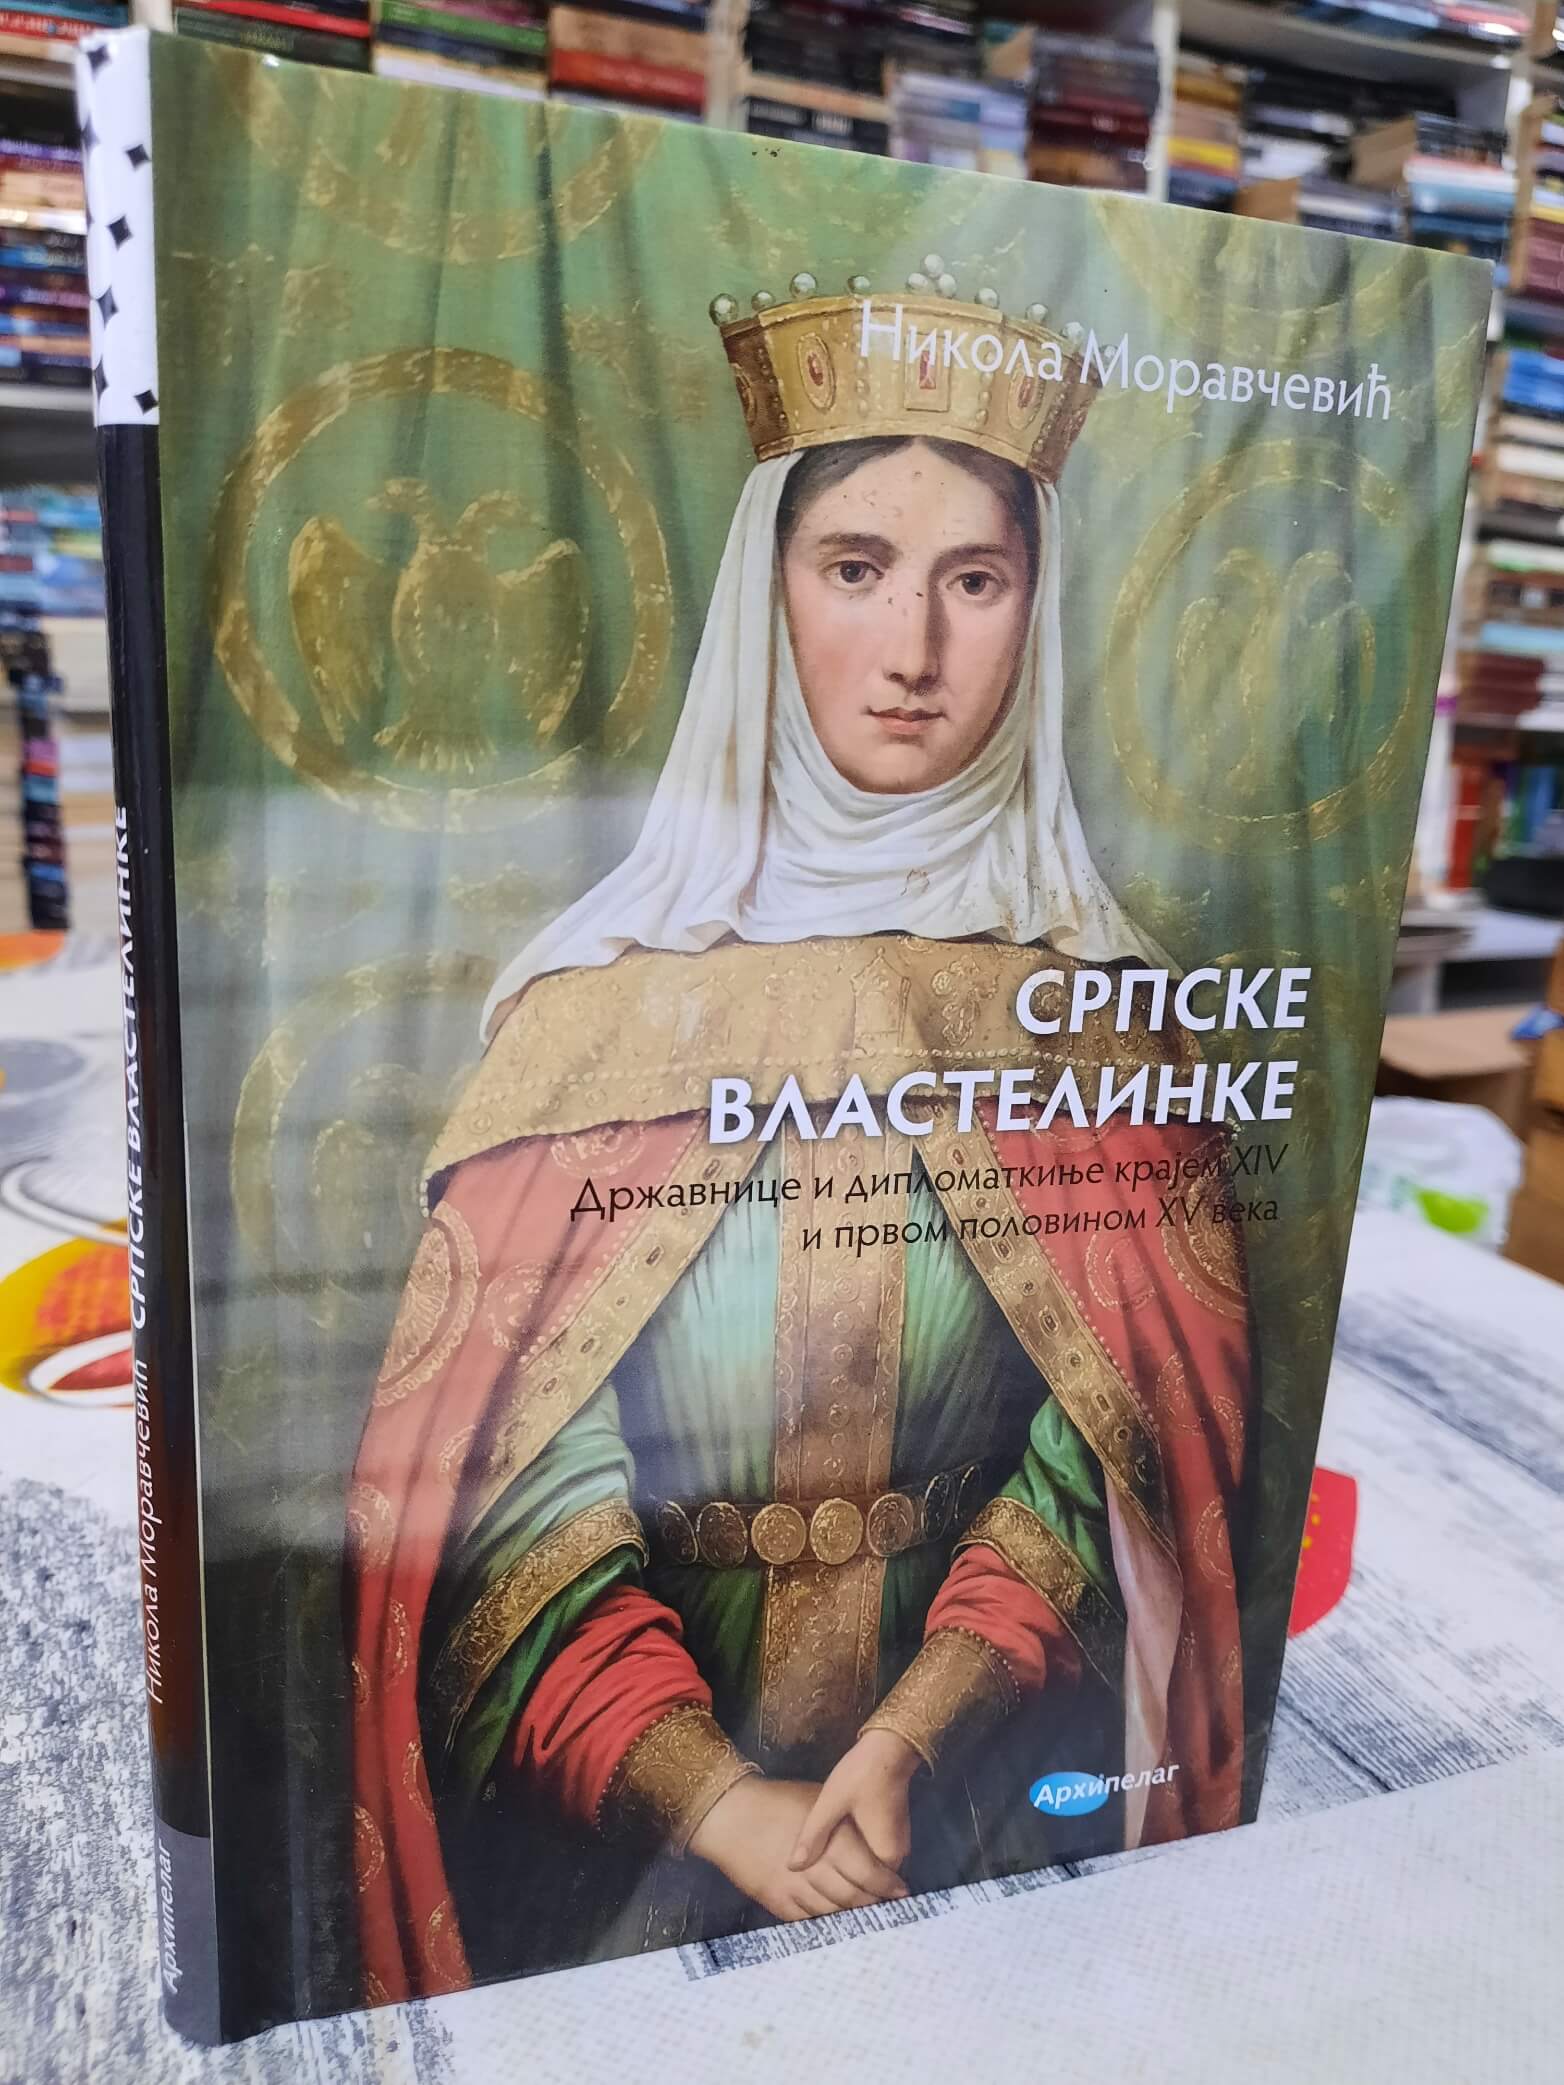 Никола Моравчевић
СРПСКЕ
ВЛАСТЕЛИНКЕ
Државнице и дипломаткиње крајем XIV
и првом половином XV века
Архипелаг
Никола Моравчевић СРПСКЕ ВЛАСТЕЛИНКЕ
Архипелаг